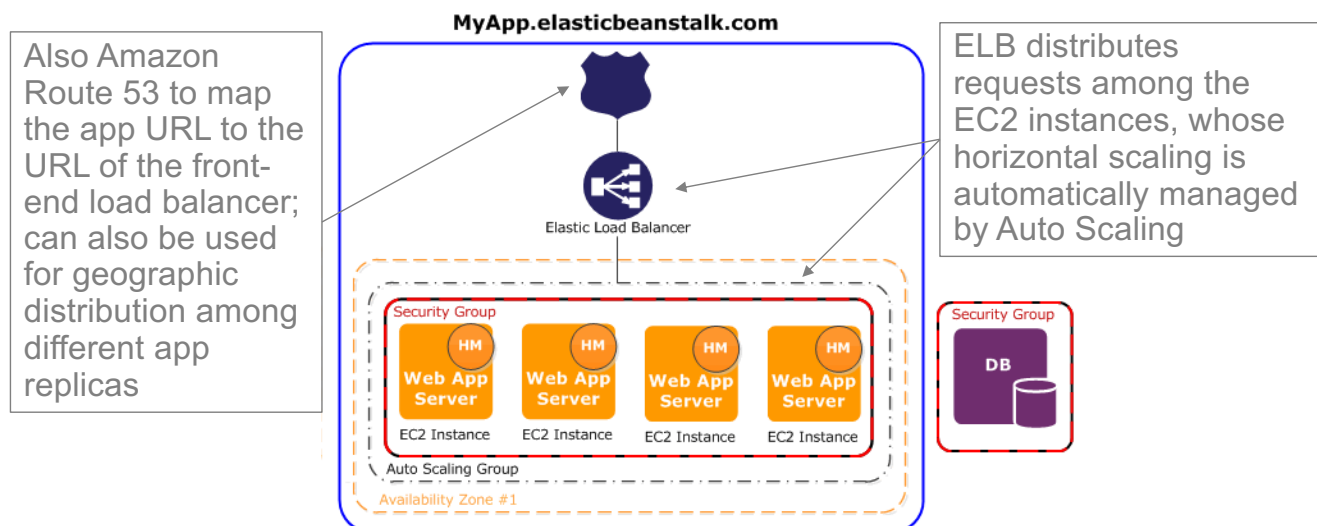 MyApp.elasticbeanstalk.com
Also Amazon
Route 53 to map
the app URL to the
URL of the front-
end load balancer;
can also be used
for geographic
distribution among
different app
replicas
ELB distributes
requests among the
EC2 instances, whose
horizontal scaling is
automatically managed
by Auto Scaling
Elastic Load Balancer
Security Group
HM
Web App
Server
EC2 Instance
HM
Web App
Server
EC2 Instance
HM
Web App
Server
EC2 Instance
HM
Web App
Server
EC2 Instance
Auto Scaling Group
Availability Zone #1
Security Group
DB